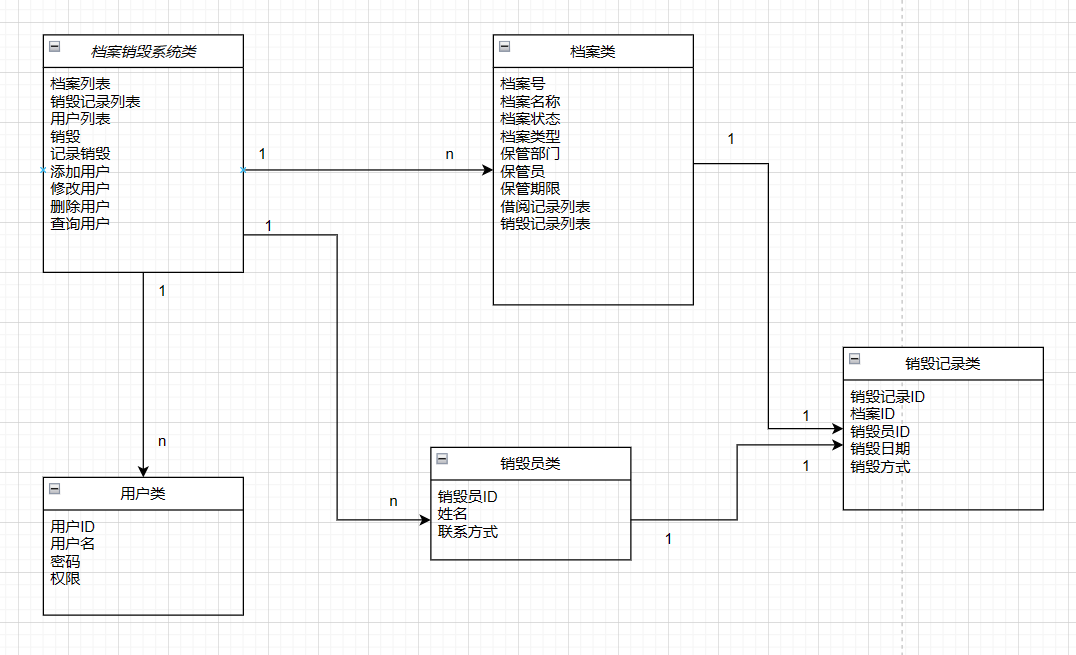 档案销毁系统类
档案列表
销毁记录列表
用户列表
销毁
记录销毁
添加用户
修改用户
删除用户
查询用户
档案类
档案号
档案名称
档案状态
档案类型
保管部门
保管员
保管期限
借阅记录列表
销毁记录列表
1
n
1
1
1
n
n
1
1
1
销毁记录类
销毁记录ID
档案ID
销毁员ID
销毁日期
销毁方式
销毁员类
销毁员ID
姓名
联系方式
用户类
用户ID
用户名
密码
权限